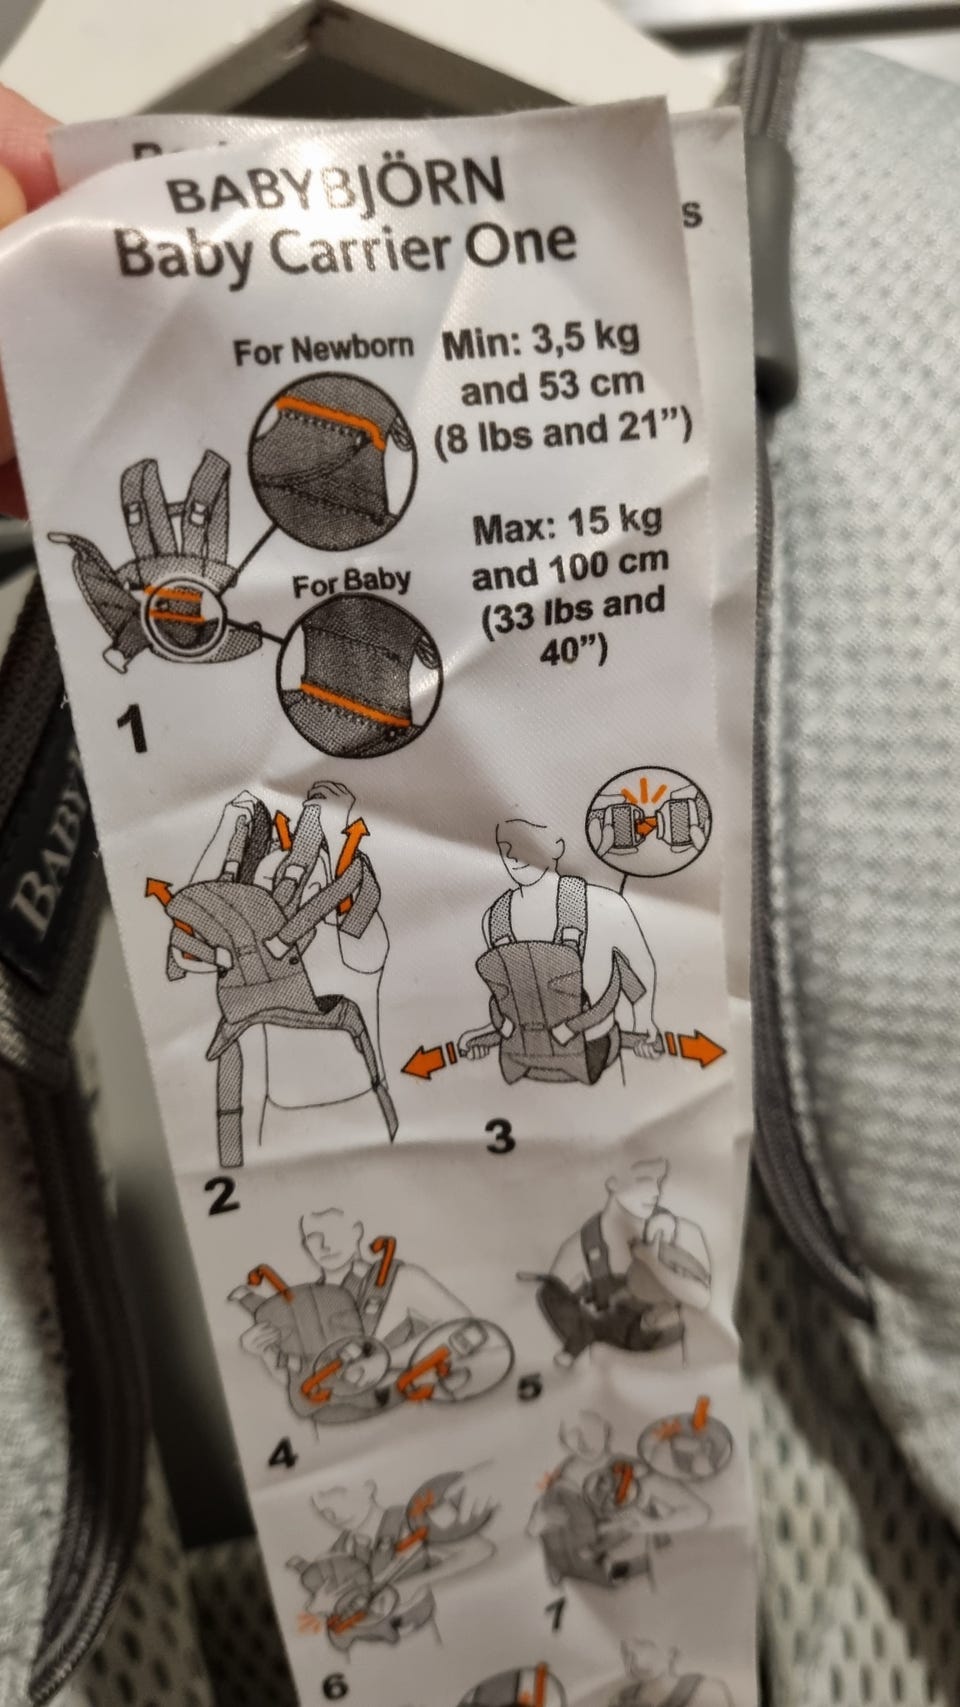 BABYBJÖRN
Baby Carrier One
s
For Newborn
Min: 3,5 kg
and 53 cm
(8 lbs and 21”)
Max: 15 kg
and 100 cm
(33 lbs and
40”)
For Baby
1
2
3
4
5
6
7
BABY